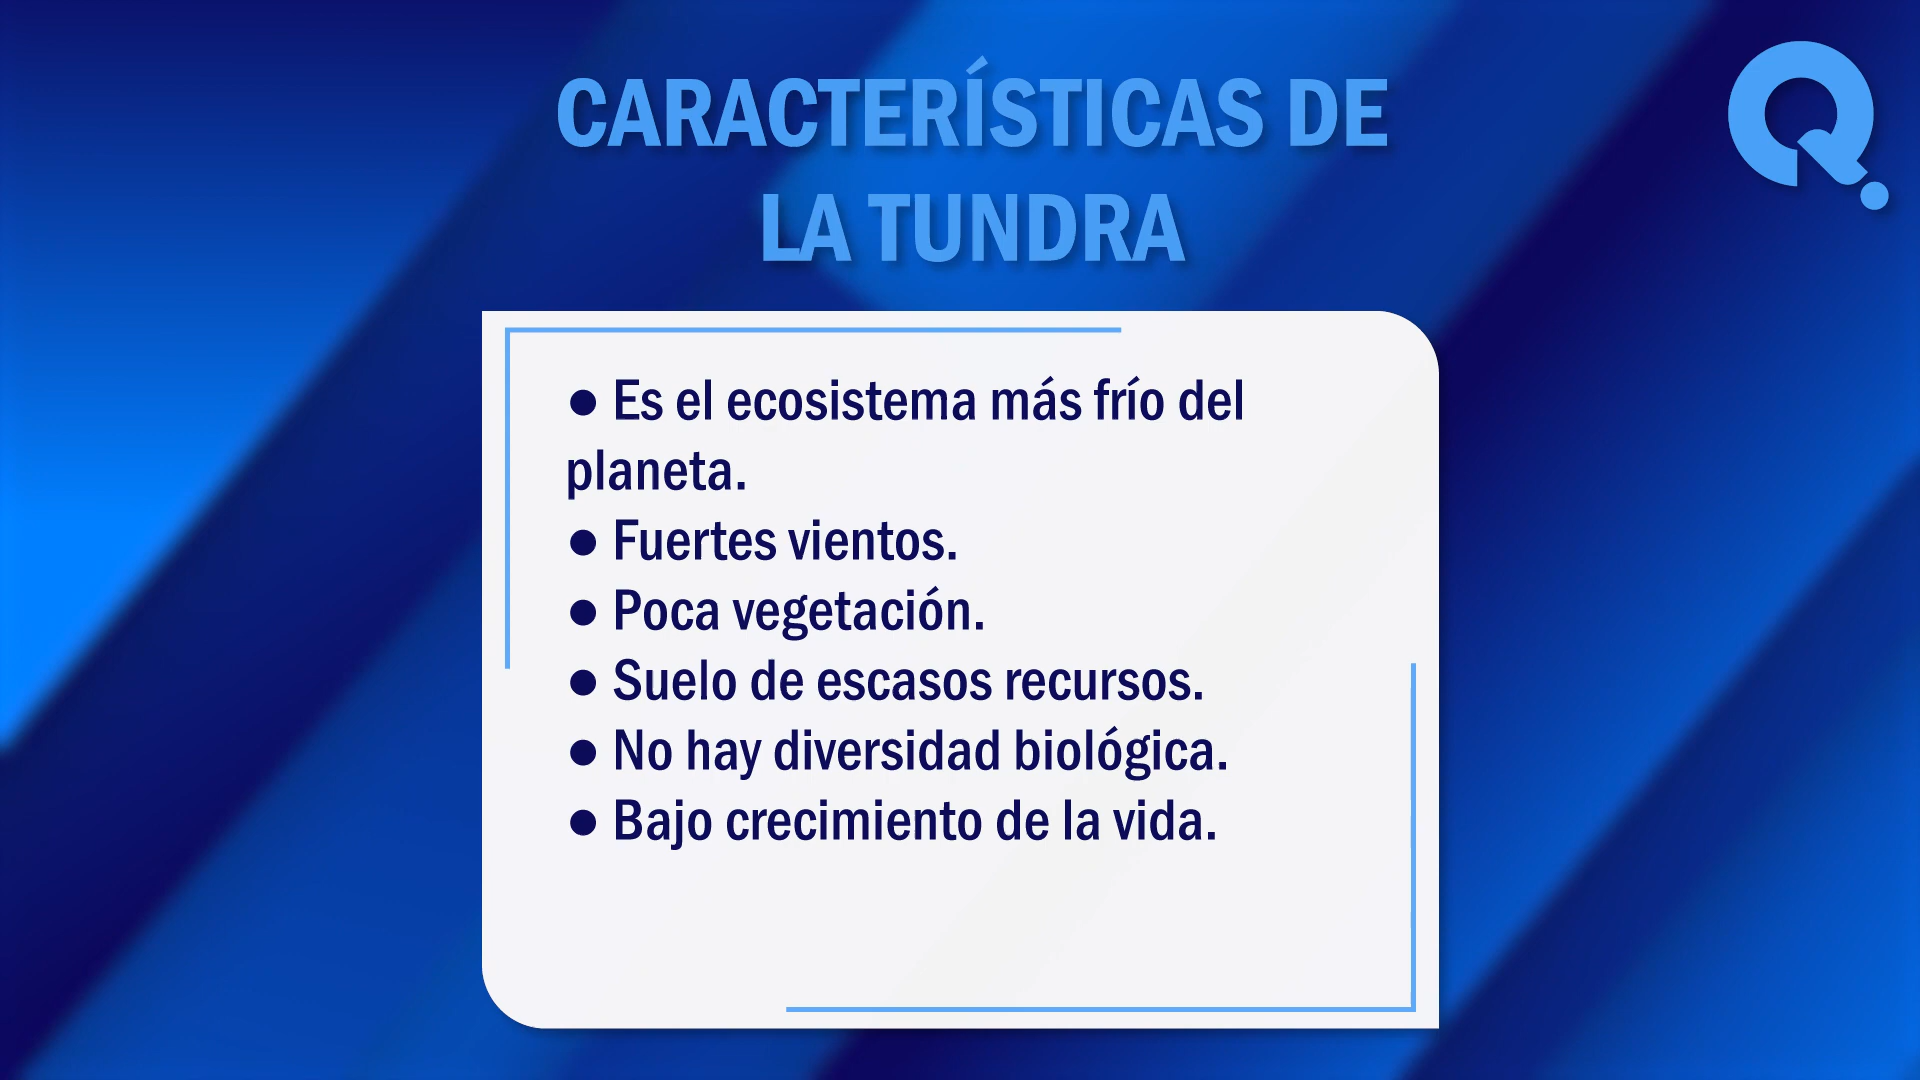 CARACTERÍSTICAS DE
LA TUNDRA
Q.
● Es el ecosistema más frío del
planeta.
● Fuertes vientos.
● Poca vegetación.
● Suelo de escasos recursos.
● No hay diversidad biológica.
● Bajo crecimiento de la vida.